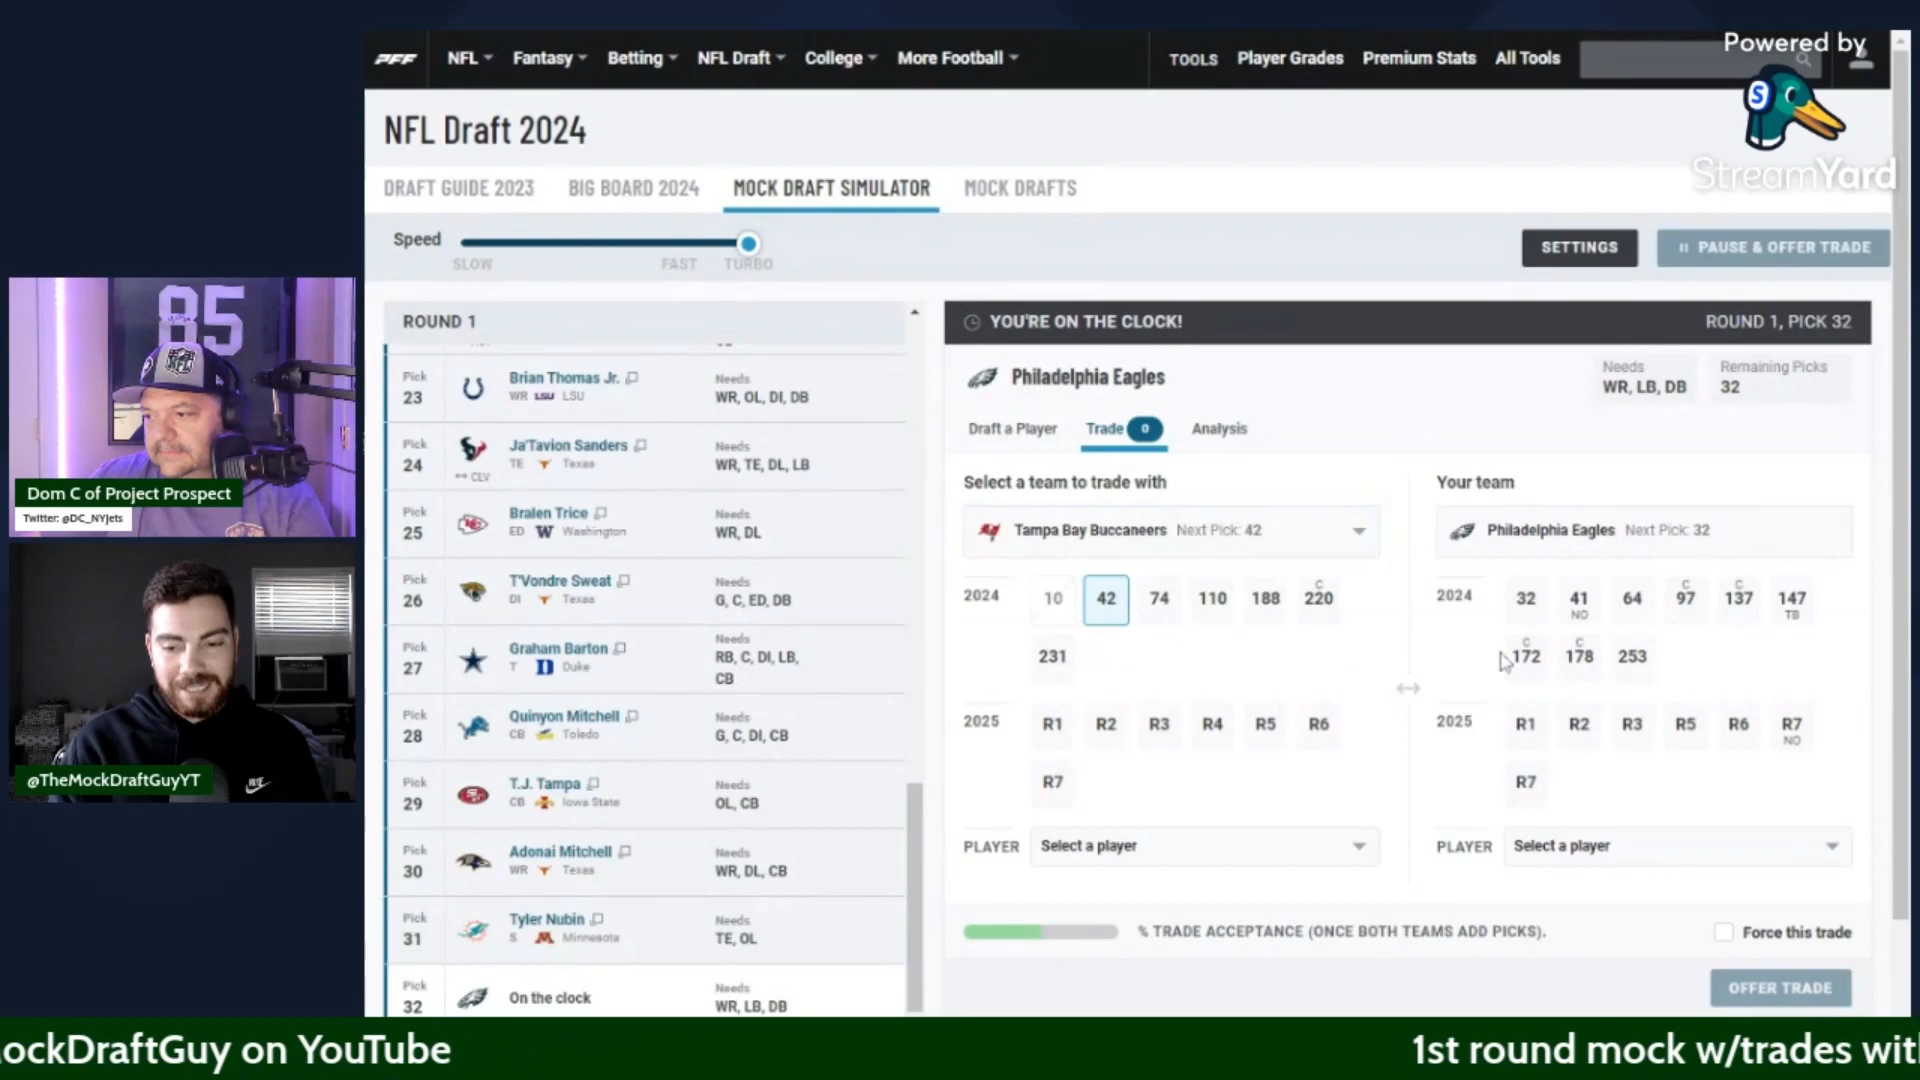 PFF
NFL
Fantasy
Betting
NFL Draft
College
More Football
TOOLS
Player Grades
Premium Stats
All Tools
Powered by
S
StreamYard
NFL Draft 2024
DRAFT GUIDE 2023
BIG BOARD 2024
MOCK DRAFT SIMULATOR
MOCK DRAFTS
Speed
SLOW
FAST
TURBO
SETTINGS
PAUSE & OFFER TRADE
85
NFL
Dom C of Project Prospect
Twitter: @DC_NYJets
@TheMockDraftGuyYT
ROUND 1
Pick 23
Brian Thomas Jr.
WR LSU LSU
Needs
WR, OL, DI, DB
Pick 24
CLV
Ja'Tavion Sanders
TE Texas
Needs
WR, TE, DL, LB
Pick 25
Bralen Trice
ED W Washington
Needs
WR, DL
Pick 26
T'Vondre Sweat
DI Texas
Needs
G, C, ED, DB
Pick 27
Graham Barton
T D Duke
Needs
RB, C, DI, LB,
CB
Pick 28
Quinyon Mitchell
CB Toledo
Needs
G, C, DI, CB
Pick 29
T.J. Tampa
CB Iowa State
Needs
OL, CB
Pick 30
Adonai Mitchell
WR Texas
Needs
WR, DL, CB
Pick 31
Tyler Nubin
S M Minnesota
Needs
TE, OL
Pick 32
On the clock
Needs
WR, LB, DB
YOU'RE ON THE CLOCK!
ROUND 1, PICK 32
Philadelphia Eagles
Needs
WR, LB, DB
Remaining Picks
32
Draft a Player
Trade 0
Analysis
Select a team to trade with
Tampa Bay Buccaneers Next Pick: 42
2024 10 42 74 110 188 C 220
231
2025 R1 R2 R3 R4 R5 R6
R7
PLAYER Select a player
Your team
Philadelphia Eagles Next Pick: 32
2024 32 41 NO 64 C 97 C 137 147 TB
C 172 C 178 253
2025 R1 R2 R3 R5 R6 R7 NO
R7
PLAYER Select a player
% TRADE ACCEPTANCE (ONCE BOTH TEAMS ADD PICKS).
Force this trade
OFFER TRADE
ockDraftGuy on YouTube
1st round mock w/trades wit